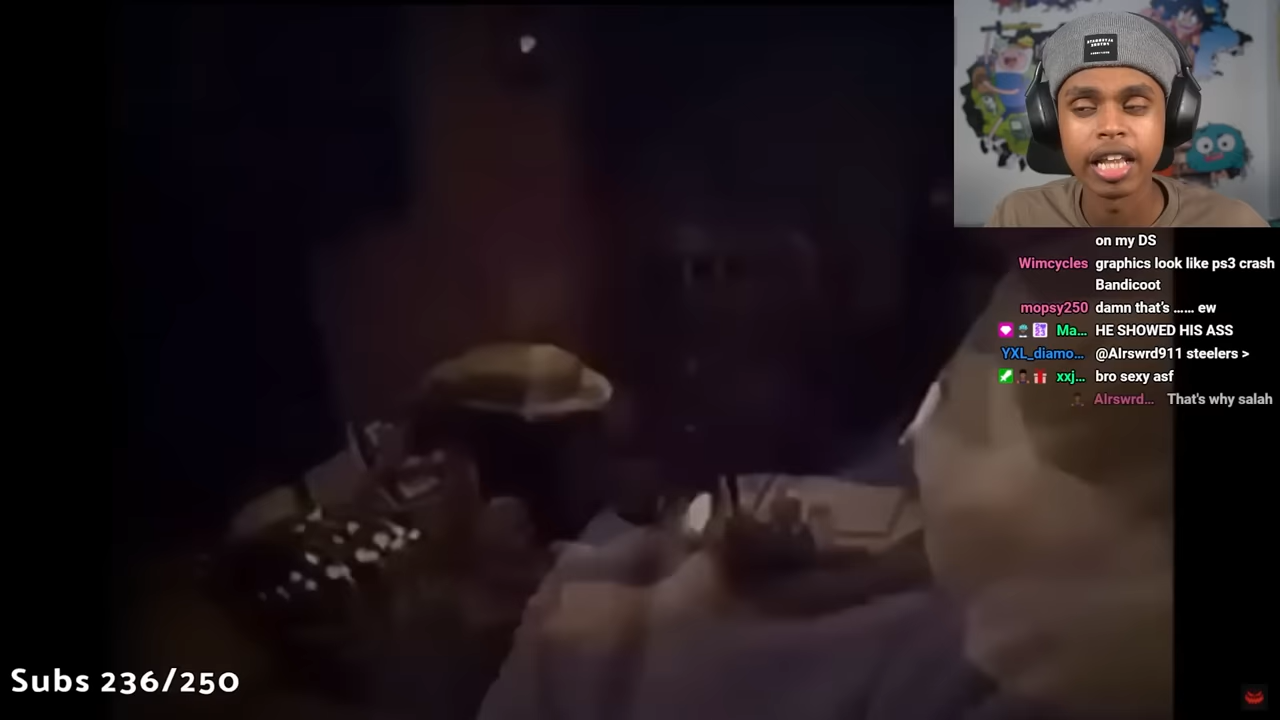 on my DS
Wimcycles graphics look like ps3 crash
Bandicoot
mopsy250 damn that's ...... ew
Ma... HE SHOWED HIS ASS
YXL_diamo... @Alrswrd911 steelers >
xxj... bro sexy asf
Alrswrd... That's why salah
Subs 236/250